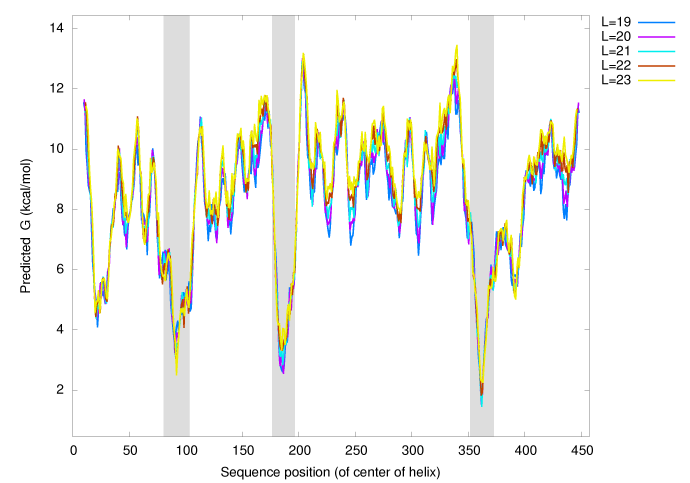 L=19
L=20
L=21
L=22
L=23
14
12
10
8
6
4
2
Predicted  G (kcal/mol)
0 50 100 150 200 250 300 350 400 450
Sequence position (of center of helix)